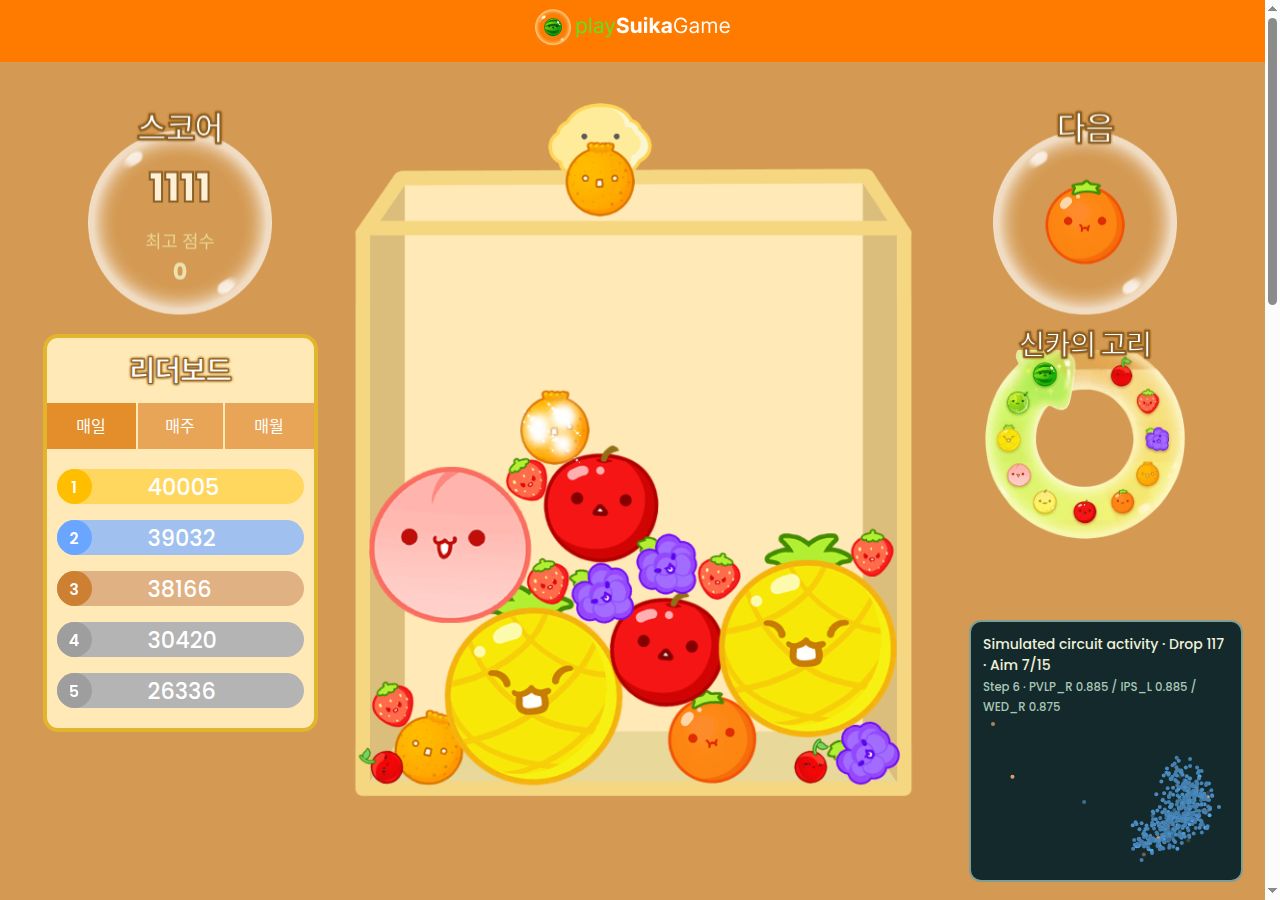 playSuikaGame
스코어
1111
최고 점수
0
다음
리더보드
매일 매주 매월
1 40005
2 39032
3 38166
4 30420
5 26336
신카의 고리
Simulated circuit activity · Drop 117
· Aim 7/15
Step 6 · PVLP_R 0.885 / IPS_L 0.885 /
WED_R 0.875